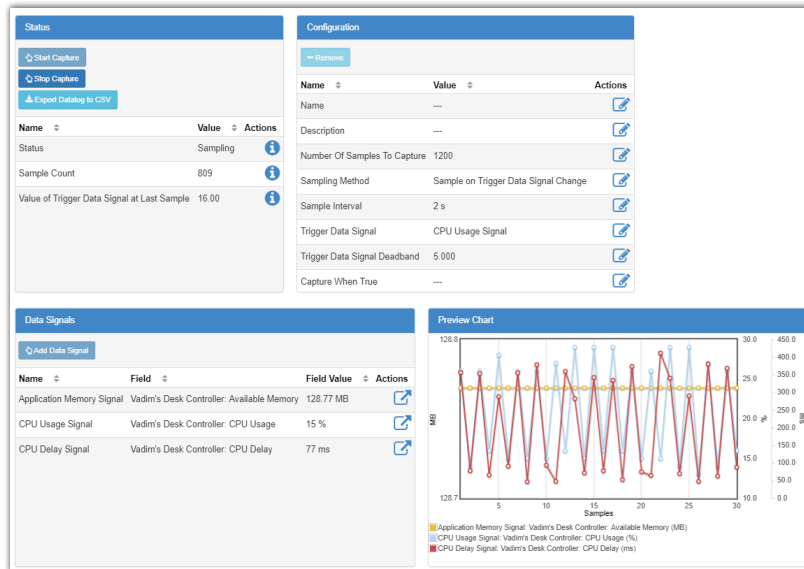 Status
Start Capture
Stop Capture
Export Datalog to CSV
Name Value Actions
Status Sampling
Sample Count 809
Value of Trigger Data Signal at Last Sample 16.00
Configuration
Remove
Name Value Actions
Name ---
Description ---
Number Of Samples To Capture 1200
Sampling Method Sample on Trigger Data Signal Change
Sample Interval 2 s
Trigger Data Signal CPU Usage Signal
Trigger Data Signal Deadband 5.000
Capture When True ---
Data Signals
Add Data Signal
Name Field Field Value Actions
Application Memory Signal Vadim's Desk Controller: Available Memory 128.77 MB
CPU Usage Signal Vadim's Desk Controller: CPU Usage 15 %
CPU Delay Signal Vadim's Desk Controller: CPU Delay 77 ms
Preview Chart
128.8
128.7
MB
30.0
25.0
20.0
15.0
10.0
%
450.0
400.0
350.0
300.0
250.0
200.0
150.0
100.0
50.0
0.0
ms
5 10 15 20 25 30
Samples
Application Memory Signal: Vadim's Desk Controller: Available Memory (MB)
CPU Usage Signal: Vadim's Desk Controller: CPU Usage (%)
CPU Delay Signal: Vadim's Desk Controller: CPU Delay (ms)